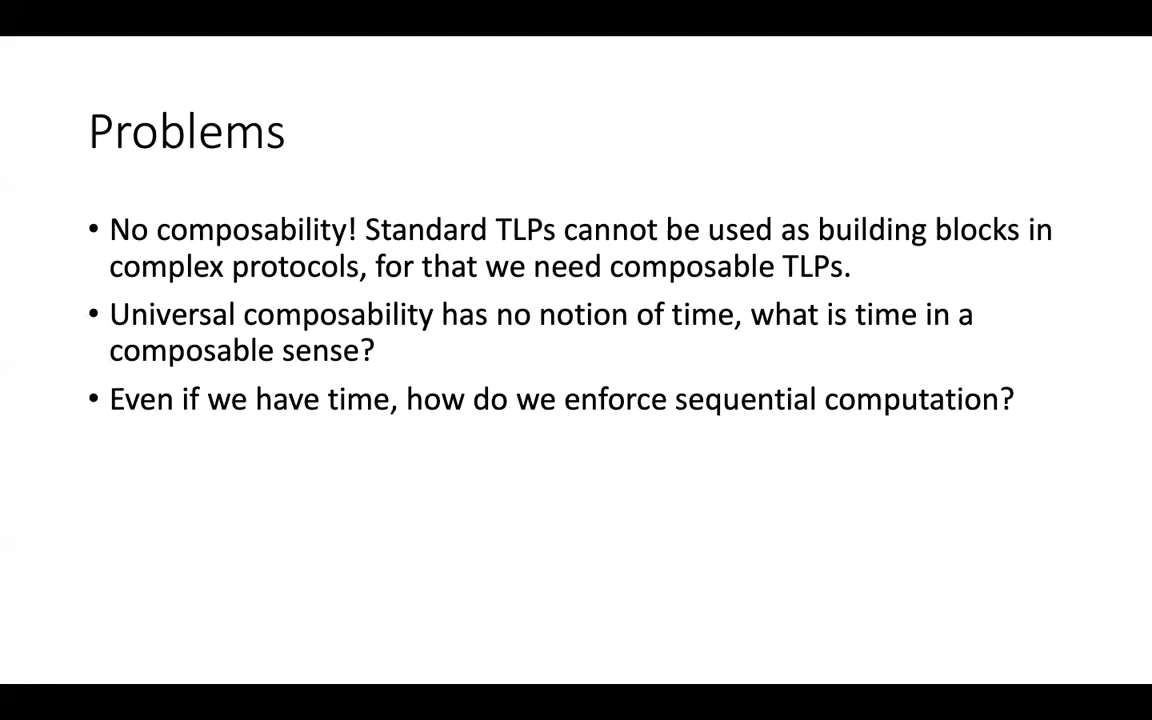 Problems
• No composability! Standard TLPs cannot be used as building blocks in
complex protocols, for that we need composable TLPs.
• Universal composability has no notion of time, what is time in a
composable sense?
• Even if we have time, how do we enforce sequential computation?